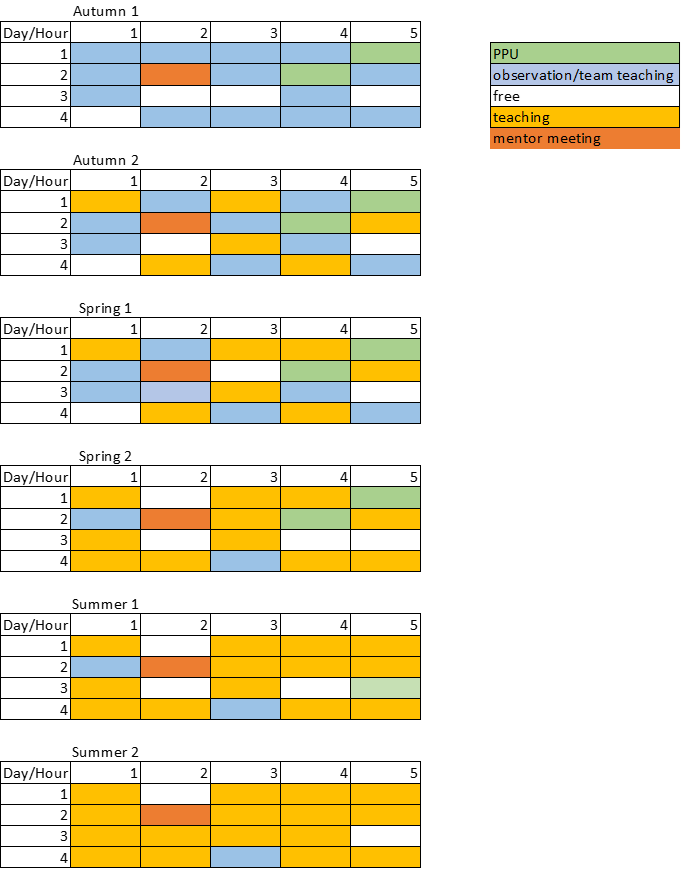 Autumn 1
Day/Hour 1 2 3 4 5
1
2
3
4
PPU
observation/team teaching
free
teaching
mentor meeting
Autumn 2
Day/Hour 1 2 3 4 5
1
2
3
4
Spring 1
Day/Hour 1 2 3 4 5
1
2
3
4
Spring 2
Day/Hour 1 2 3 4 5
1
2
3
4
Summer 1
Day/Hour 1 2 3 4 5
1
2
3
4
Summer 2
Day/Hour 1 2 3 4 5
1
2
3
4